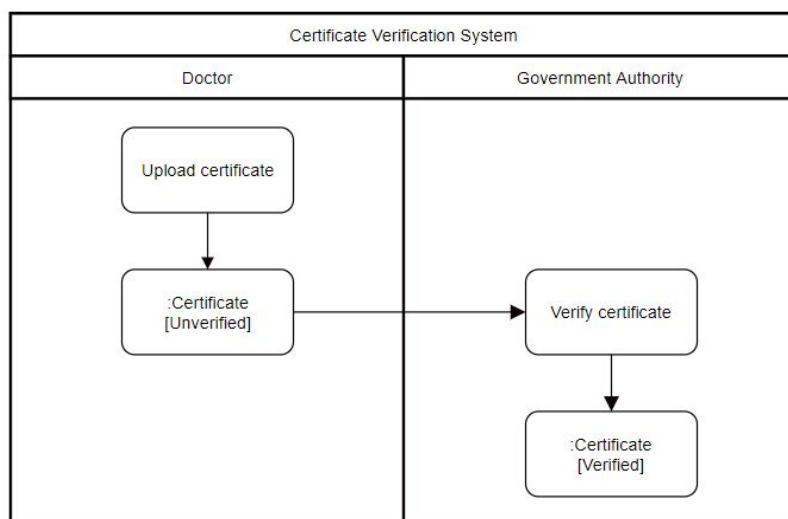 Certificate Verification System
Doctor
Government Authority
Upload certificate
:Certificate
[Unverified]
Verify certificate
:Certificate
[Verified]